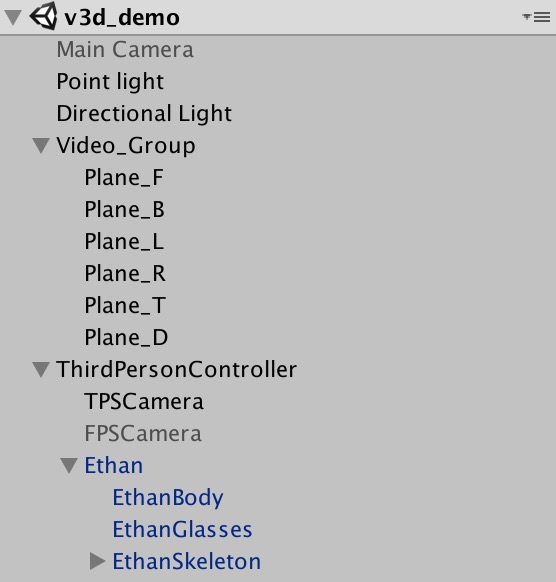 v3d_demo
Main Camera
Point light
Directional Light
Video_Group
Plane_F
Plane_B
Plane_L
Plane_R
Plane_T
Plane_D
ThirdPersonController
TPSCamera
FPSCamera
Ethan
EthanBody
EthanGlasses
EthanSkeleton